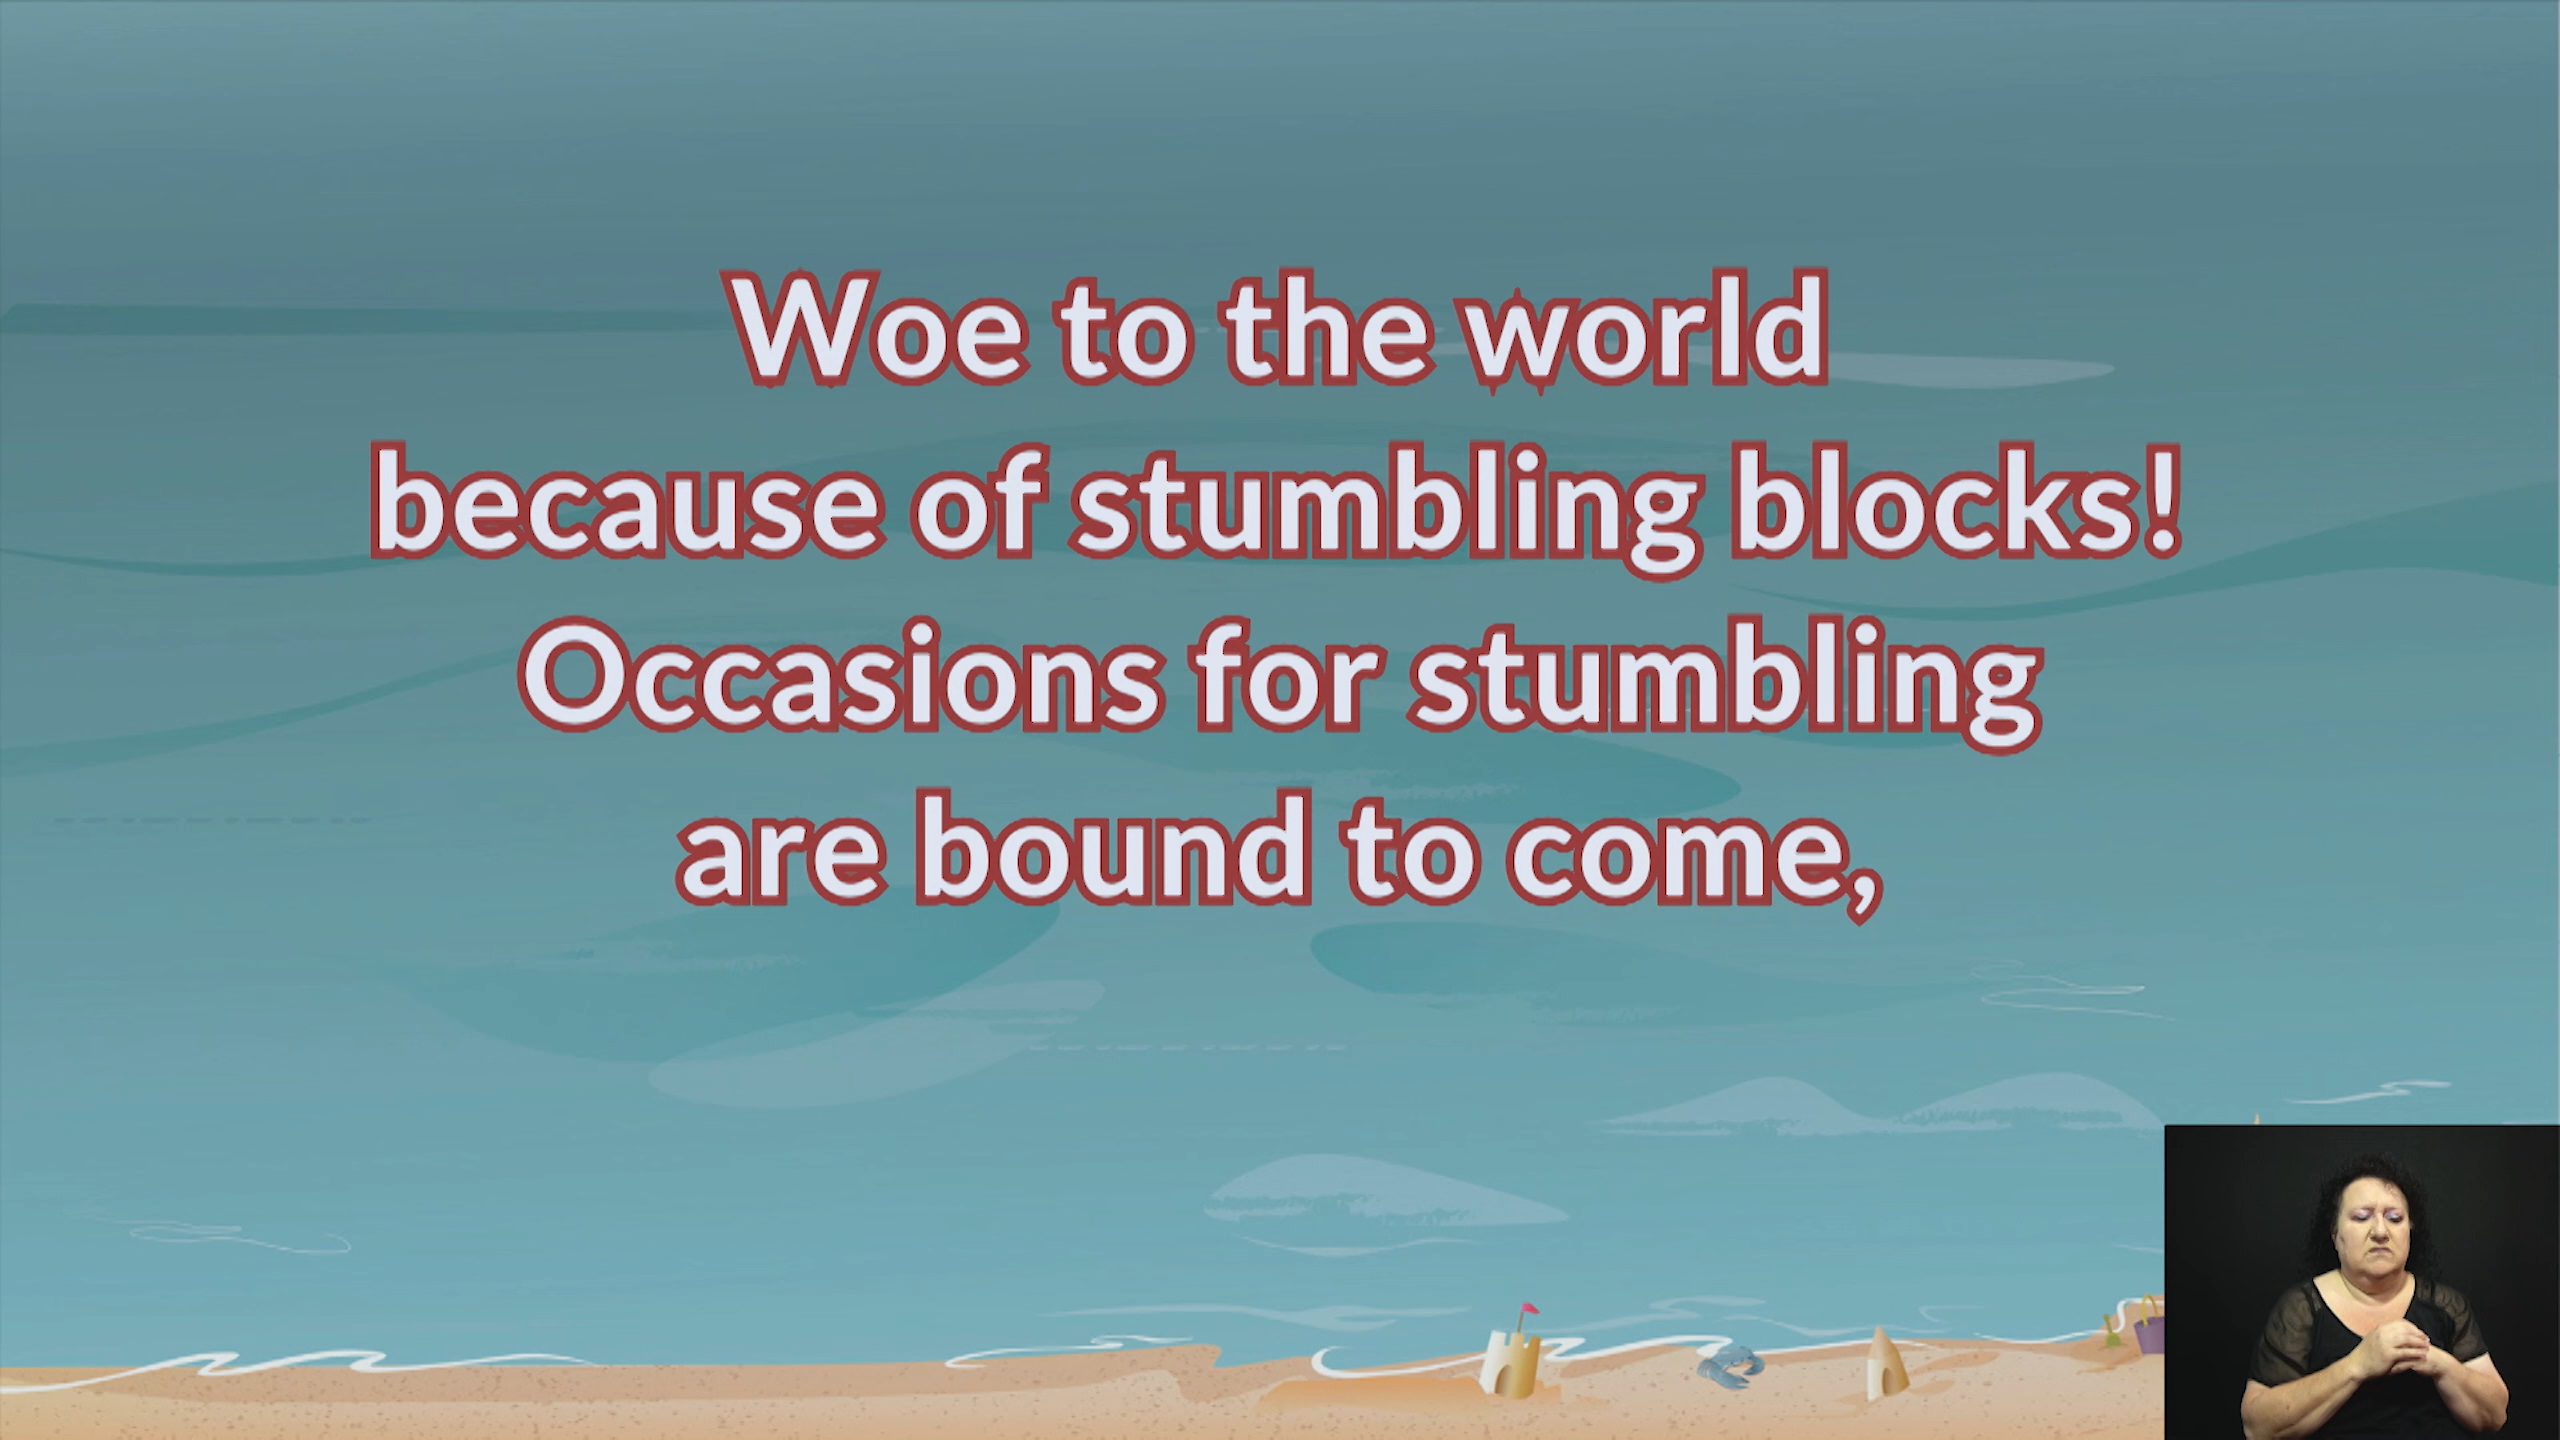 Woe to the world
because of stumbling blocks!
Occasions for stumbling
are bound to come,